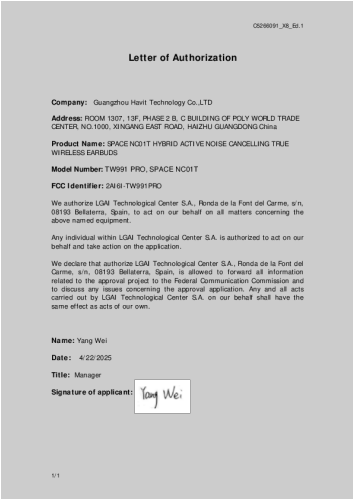 CS266091_X8_Ed.1
Letter of Authorization
Company: Guangzhou Havit Technology Co.,LTD
Address: ROOM 1307, 13F, PHASE 2 B, C BUILDING OF POLY WORLD TRADE
CENTER, NO.1000, XINGANG EAST ROAD, HAIZHU GUANGDONG China
Product Name: SPACE NC01T HYBRID ACTIVE NOISE CANCELLING TRUE
WIRELESS EARBUDS
Model Number: TW991 PRO, SPACE NC01T
FCC Identifier: 2AI6I-TW991PRO
We authorize LGAI Technological Center S.A., Ronda de la Font del Carme, s/n,
08193 Bellaterra, Spain, to act on our behalf on all matters concerning the
above named equipment.
Any individual within LGAI Technological Center S.A. is authorized to act on our
behalf and take action on the application.
We declare that authorize LGAI Technological Center S.A., Ronda de la Font del
Carme, s/n, 08193 Bellaterra, Spain, is allowed to forward all information
related to the approval project to the Federal Communication Commission and
to discuss any issues concerning the approval application. Any and all acts
carried out by LGAI Technological Center S.A. on our behalf shall have the
same effect as acts of our own.
Name: Yang Wei
Date: 4/22/2025
Title: Manager
Signature of applicant: Yang Wei
1/1